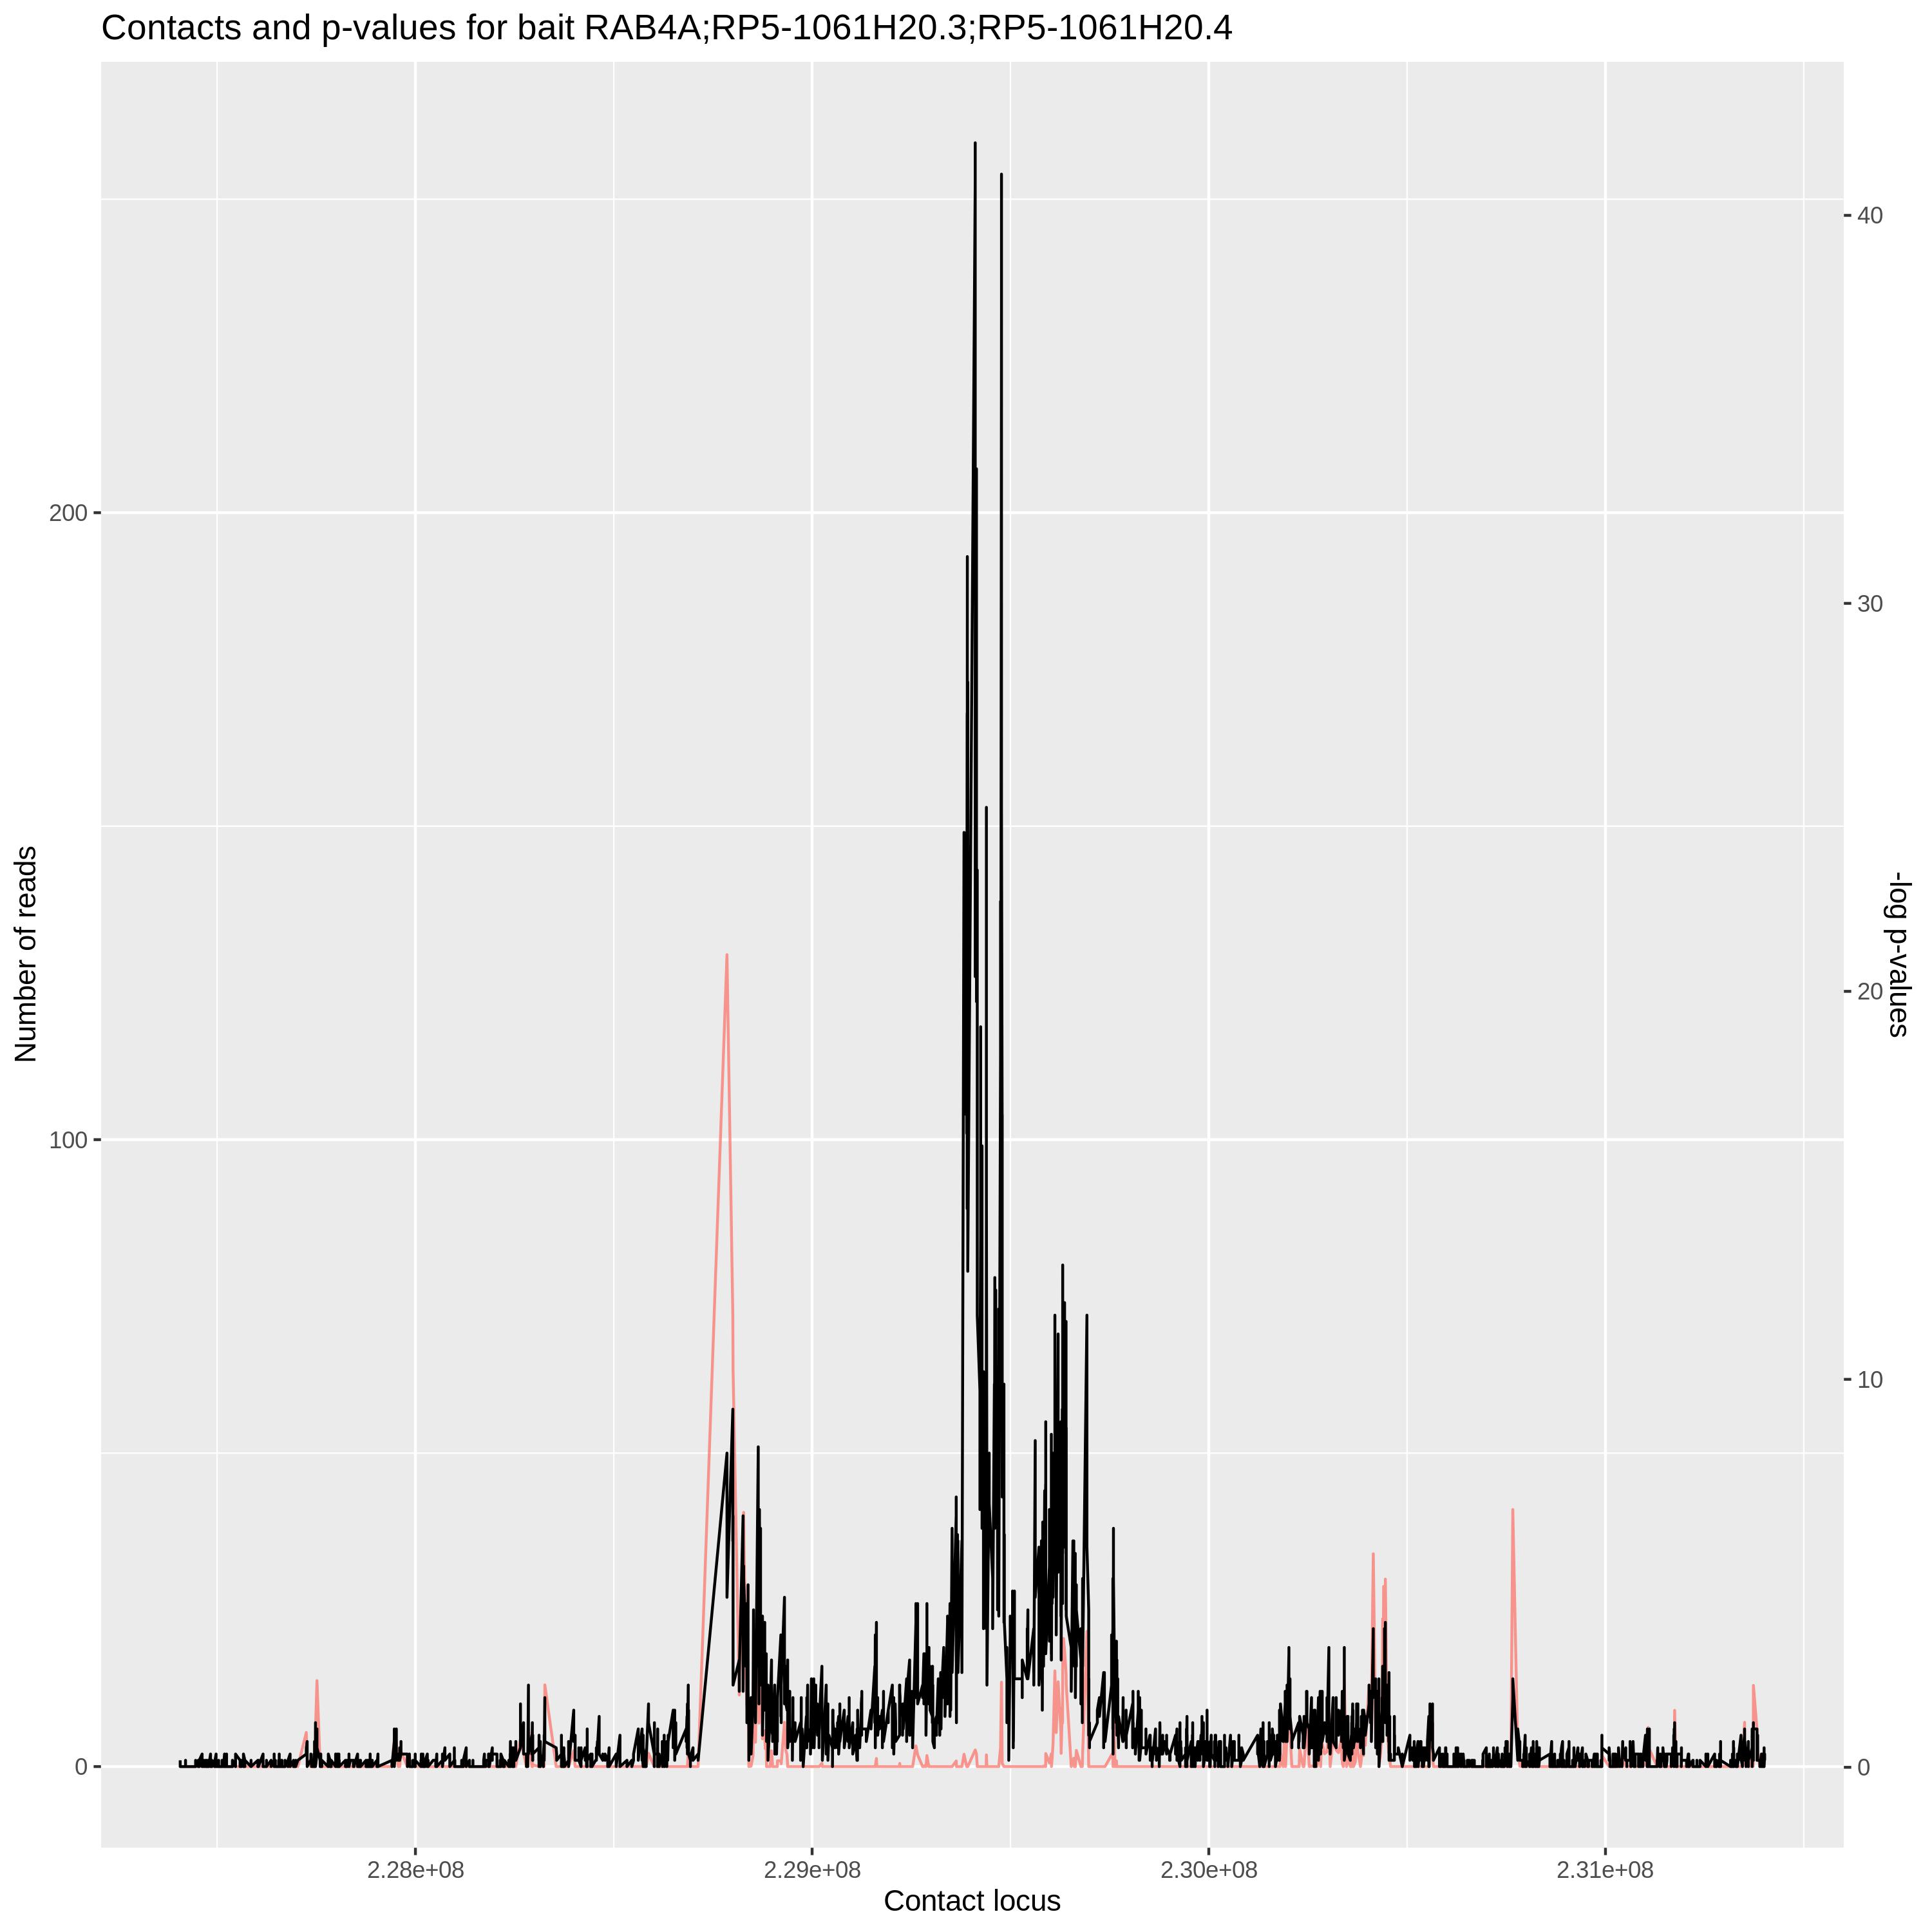 Contacts and p-values for bait RAB4A;RP5-1061H20.3;RP5-1061H20.4
Number of reads
200
100
0
40
30
20
10
0
-log p-values
2.28e+08 2.29e+08 2.30e+08 2.31e+08
Contact locus